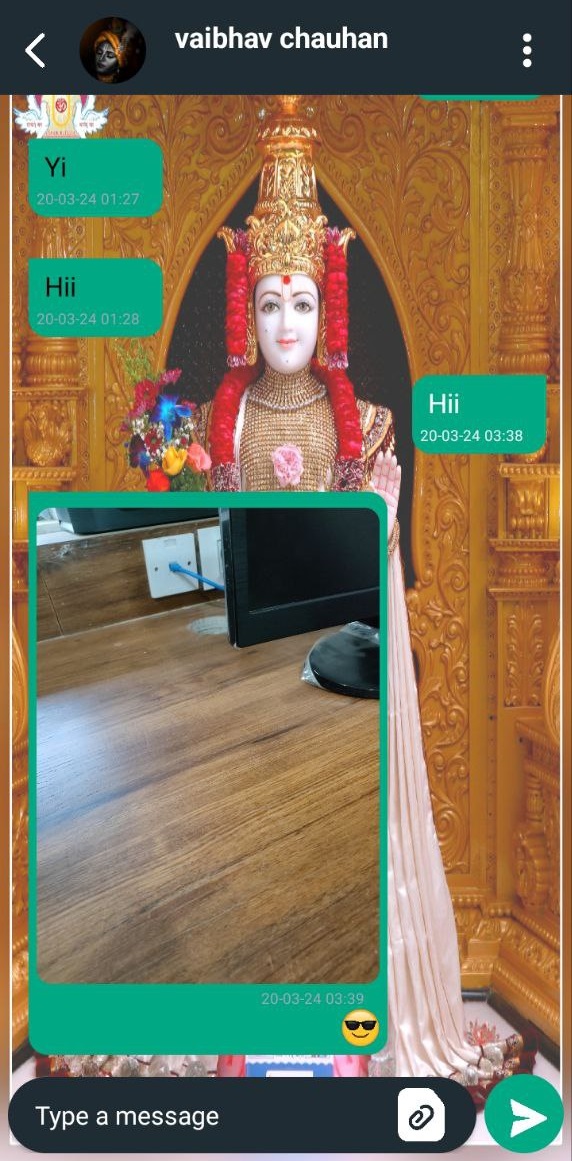 vaibhav chauhan
Yi
20-03-24 01:27
Hii
20-03-24 01:28
Hii
20-03-24 03:38
20-03-24 03:39
Type a message